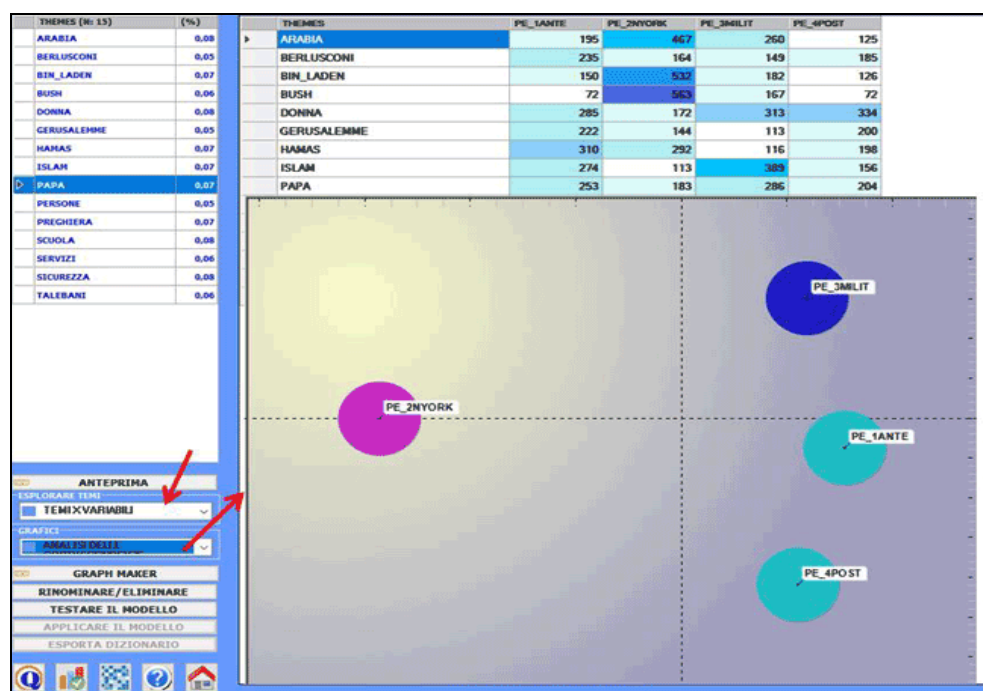 THEMES (N: 15) (%)
ARABIA 0,08
BERLUSCONI 0,05
BIN_LADEN 0,07
BUSH 0,06
DONNA 0,08
GERUSALEMME 0,05
HAMAS 0,07
ISLAM 0,07
PAPA 0,07
PERSONE 0,05
PREGHIERA 0,07
SCUOLA 0,08
SERVIZI 0,06
SICUREZZA 0,08
TALEBANI 0,06
THEMES PE_1ANTE PE_2NYORK PE_3MILIT PE_4POST
ARABIA 195 467 260 125
BERLUSCONI 235 164 149 185
BIN_LADEN 150 532 182 126
BUSH 72 563 167 72
DONNA 285 172 313 334
GERUSALEMME 222 144 113 200
HAMAS 310 292 116 198
ISLAM 274 113 389 156
PAPA 253 183 286 204
PE_3MILIT
PE_2NYORK
PE_1ANTE
PE_4POST
ANTEPRIMA
ESPLORARE TEMI
TEMI X VARIABILI
GRAFICI
ANALISI DELLE
GRAPH MAKER
RINOMINARE/ELIMINARE
TESTARE IL MODELLO
APPLICARE IL MODELLO
ESPORTA DIZIONARIO